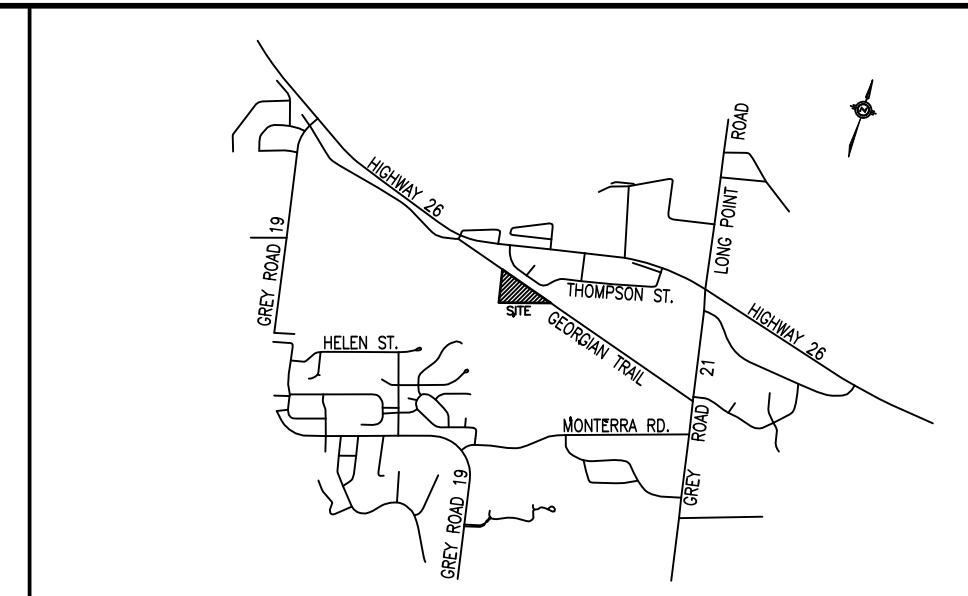 HIGHWAY 26
ROAD
LONG POINT
GREY ROAD 19
THOMPSON ST.
SITE
GEORGIAN TRAIL
HIGHWAY 26
HELEN ST.
21
ROAD
GREY
MONTERRA RD.
GREY ROAD 19